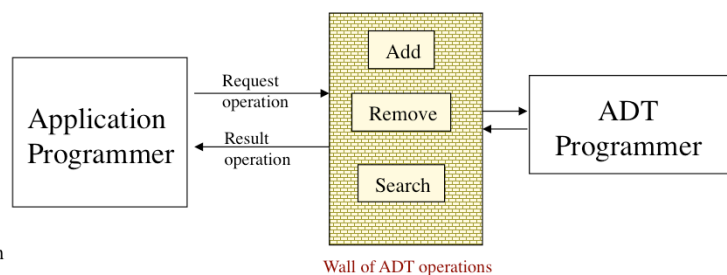 Application
Programmer
Request
operation
Result
operation
Add
Remove
Search
ADT
Programmer
Wall of ADT operations